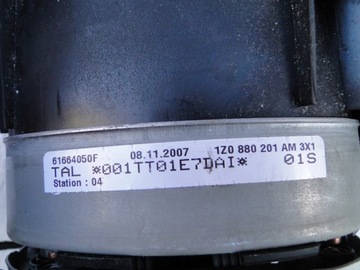 61664050F 08.11.2007 1Z0 880 201 AM 3X1
TAL *001TT01E7DAI* 01S
Station : 04